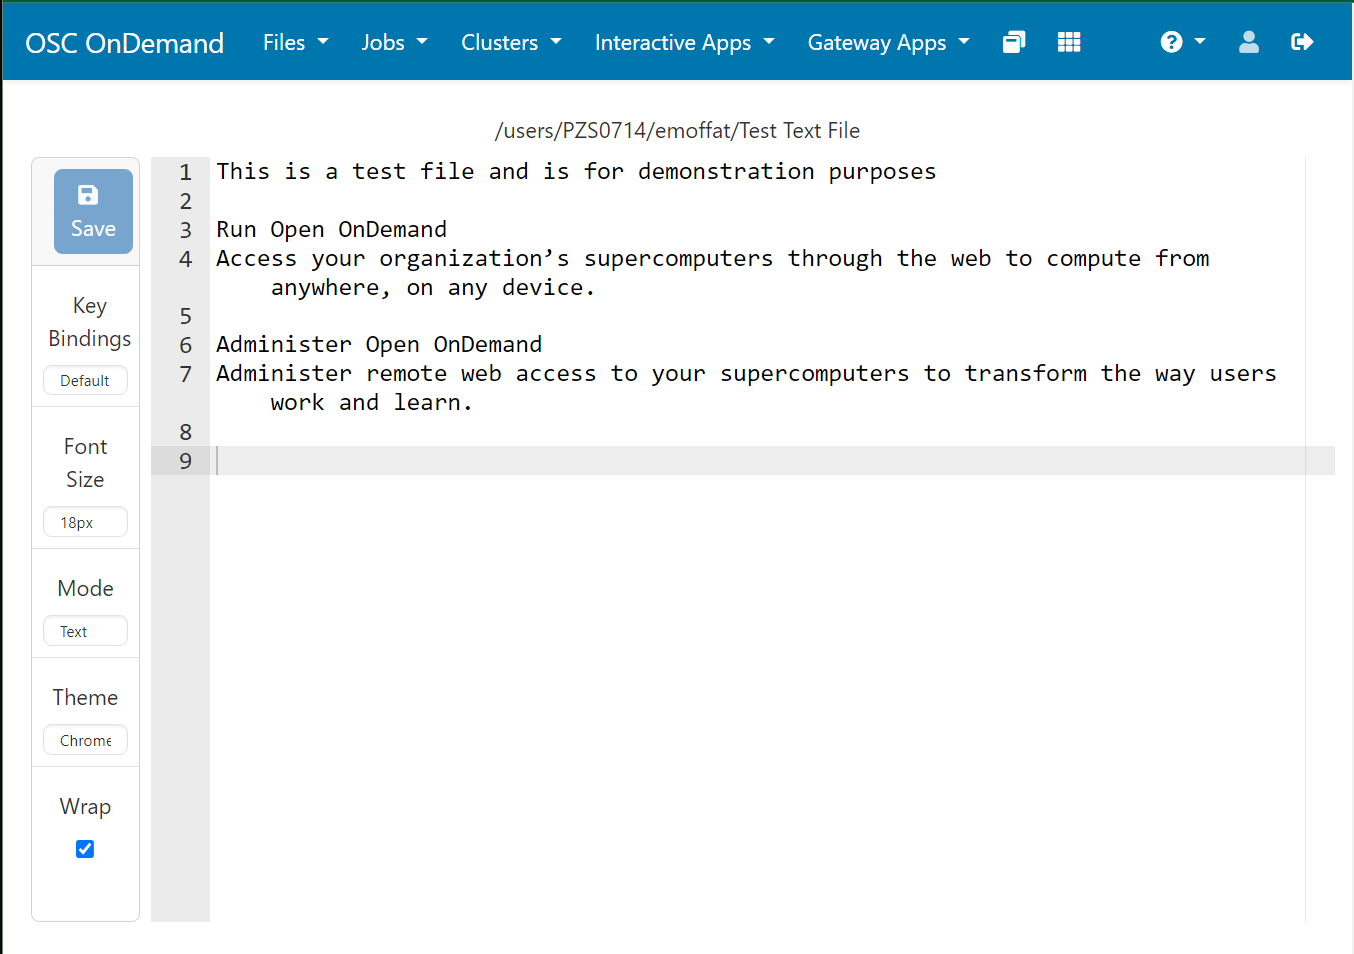 OSC OnDemand Files Jobs Clusters Interactive Apps Gateway Apps
/users/PZS0714/emoffat/Test Text File
Save
Key
Bindings
Default
Font
Size
18px
Mode
Text
Theme
Chrome
Wrap
1 This is a test file and is for demonstration purposes
2
3 Run Open OnDemand
4 Access your organization’s supercomputers through the web to compute from
anywhere, on any device.
5
6 Administer Open OnDemand
7 Administer remote web access to your supercomputers to transform the way users
work and learn.
8
9